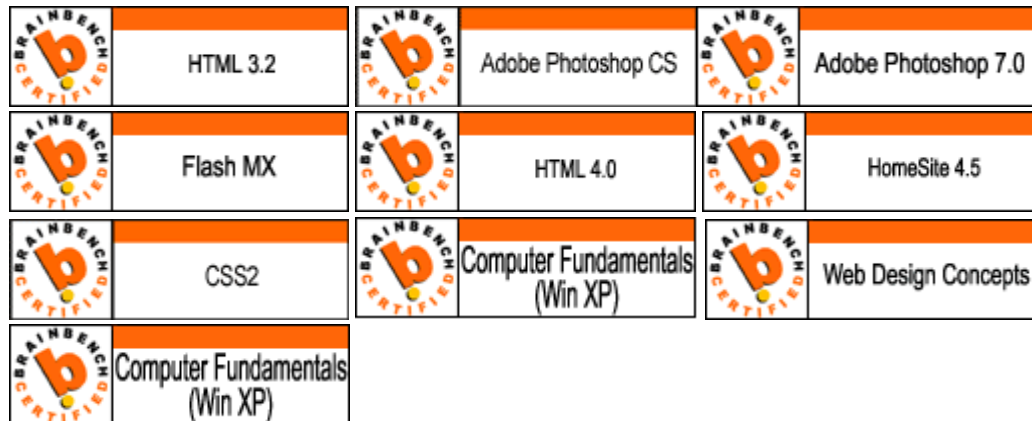 BRAINBENCH CERTIFIED
HTML 3.2
BRAINBENCH CERTIFIED
Adobe Photoshop CS
BRAINBENCH CERTIFIED
Adobe Photoshop 7.0
BRAINBENCH CERTIFIED
Flash MX
BRAINBENCH CERTIFIED
HTML 4.0
BRAINBENCH CERTIFIED
HomeSite 4.5
BRAINBENCH CERTIFIED
CSS2
BRAINBENCH CERTIFIED
Computer Fundamentals
(Win XP)
BRAINBENCH CERTIFIED
Web Design Concepts
BRAINBENCH CERTIFIED
Computer Fundamentals
(Win XP)